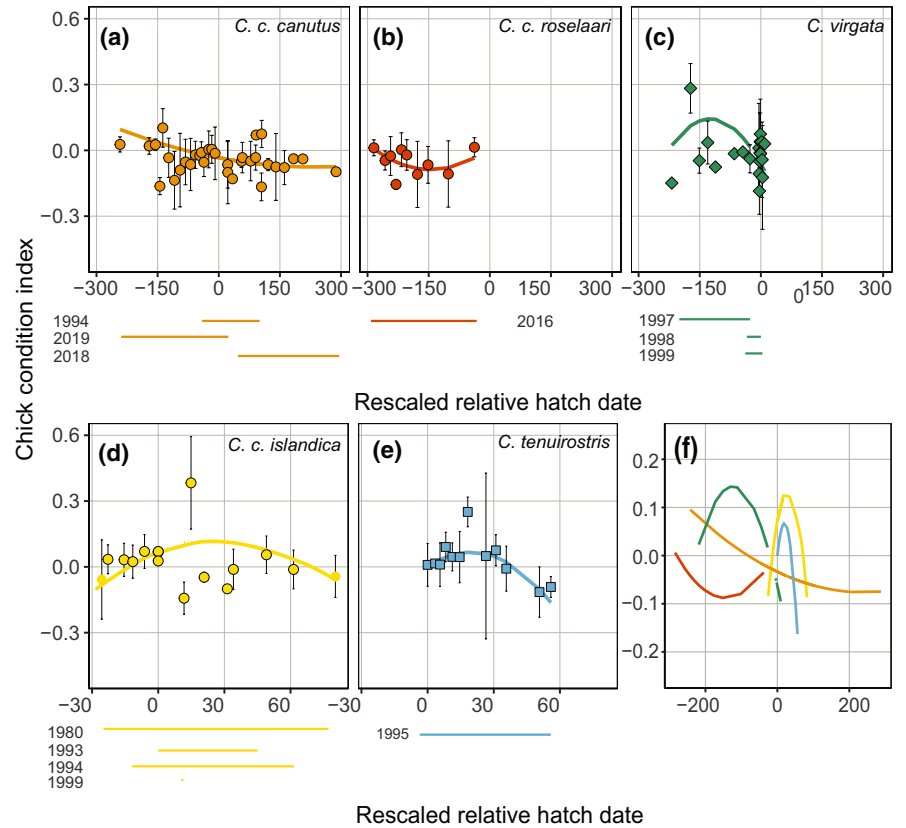 (a) C. c. canutus
(b) C. c. roselaari
(c) C. virgata
0.6
0.3
0.0
−0.3
−300 −150 0 150 300
−300 −150 0 150 300
−300 −150 0 150 300
0
1994
2019
2018
2016
1997
1998
1999
Chick condition index
Rescaled relative hatch date
(d) C. c. islandica
(e) C. tenuirostris
(f)
0.6
0.3
0.0
−0.3
0.2
0.1
0.0
−0.1
−0.2
−30 0 30 60 −30
0 30 60
−200 0 200
1980
1993
1994
1999
1995
Rescaled relative hatch date